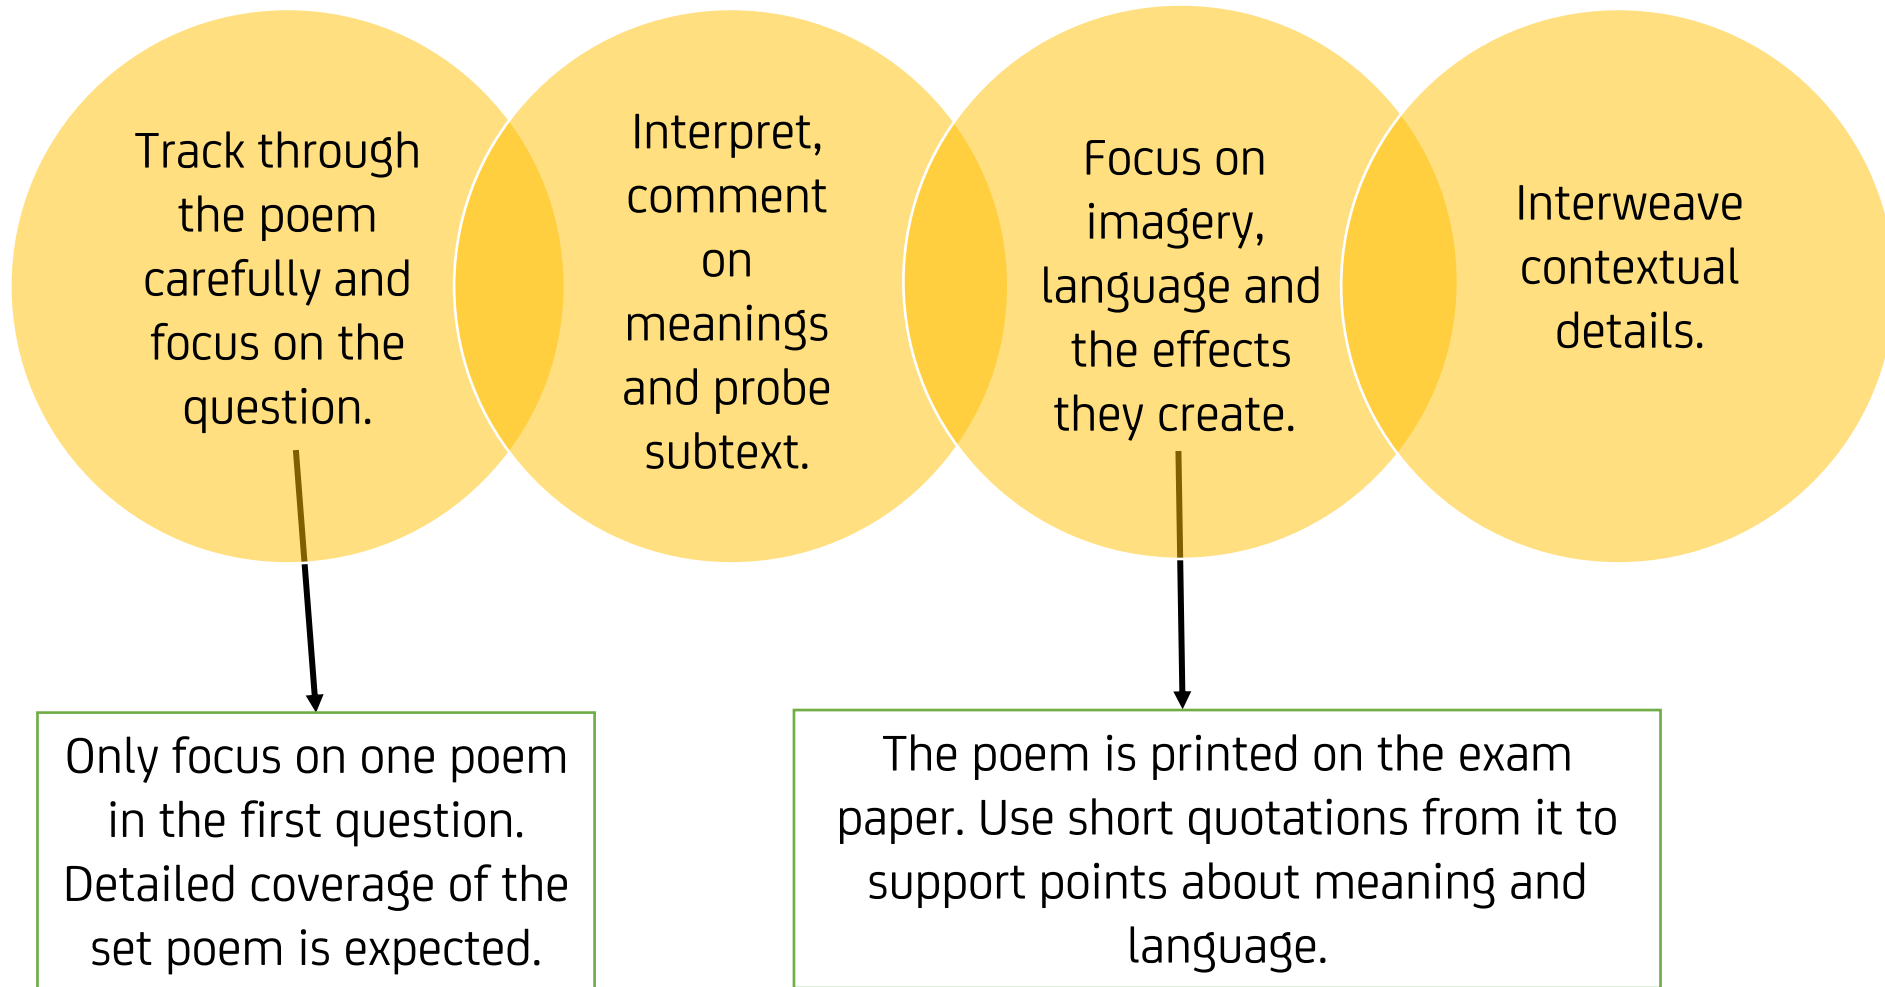 Track through
the poem
carefully and
focus on the
question.
Interpret,
comment
on
meanings
and probe
subtext.
Focus on
imagery,
language and
the effects
they create.
Interweave
contextual
details.
Only focus on one poem
in the first question.
Detailed coverage of the
set poem is expected.
The poem is printed on the exam
paper. Use short quotations from it to
support points about meaning and
language.